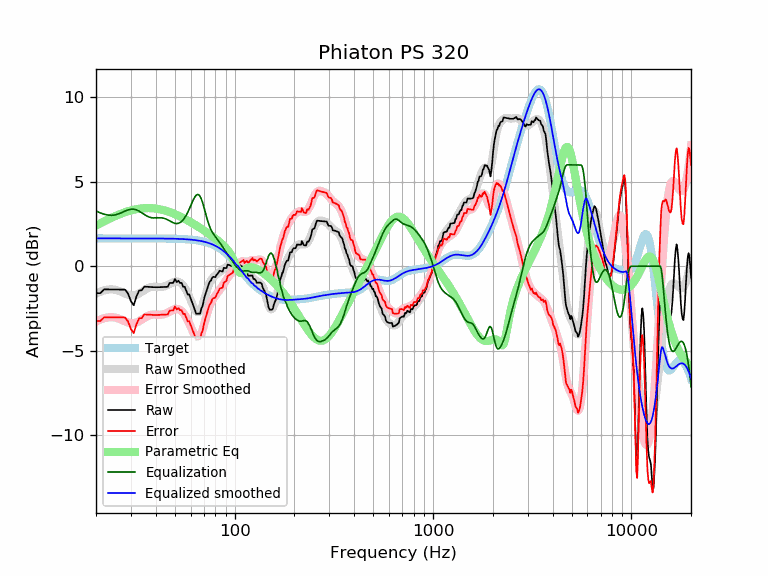 Phiaton PS 320
Amplitude (dBr)
10
5
0
−5
−10
Target
Raw Smoothed
Error Smoothed
Raw
Error
Parametric Eq
Equalization
Equalized smoothed
100
1000
10000
Frequency (Hz)